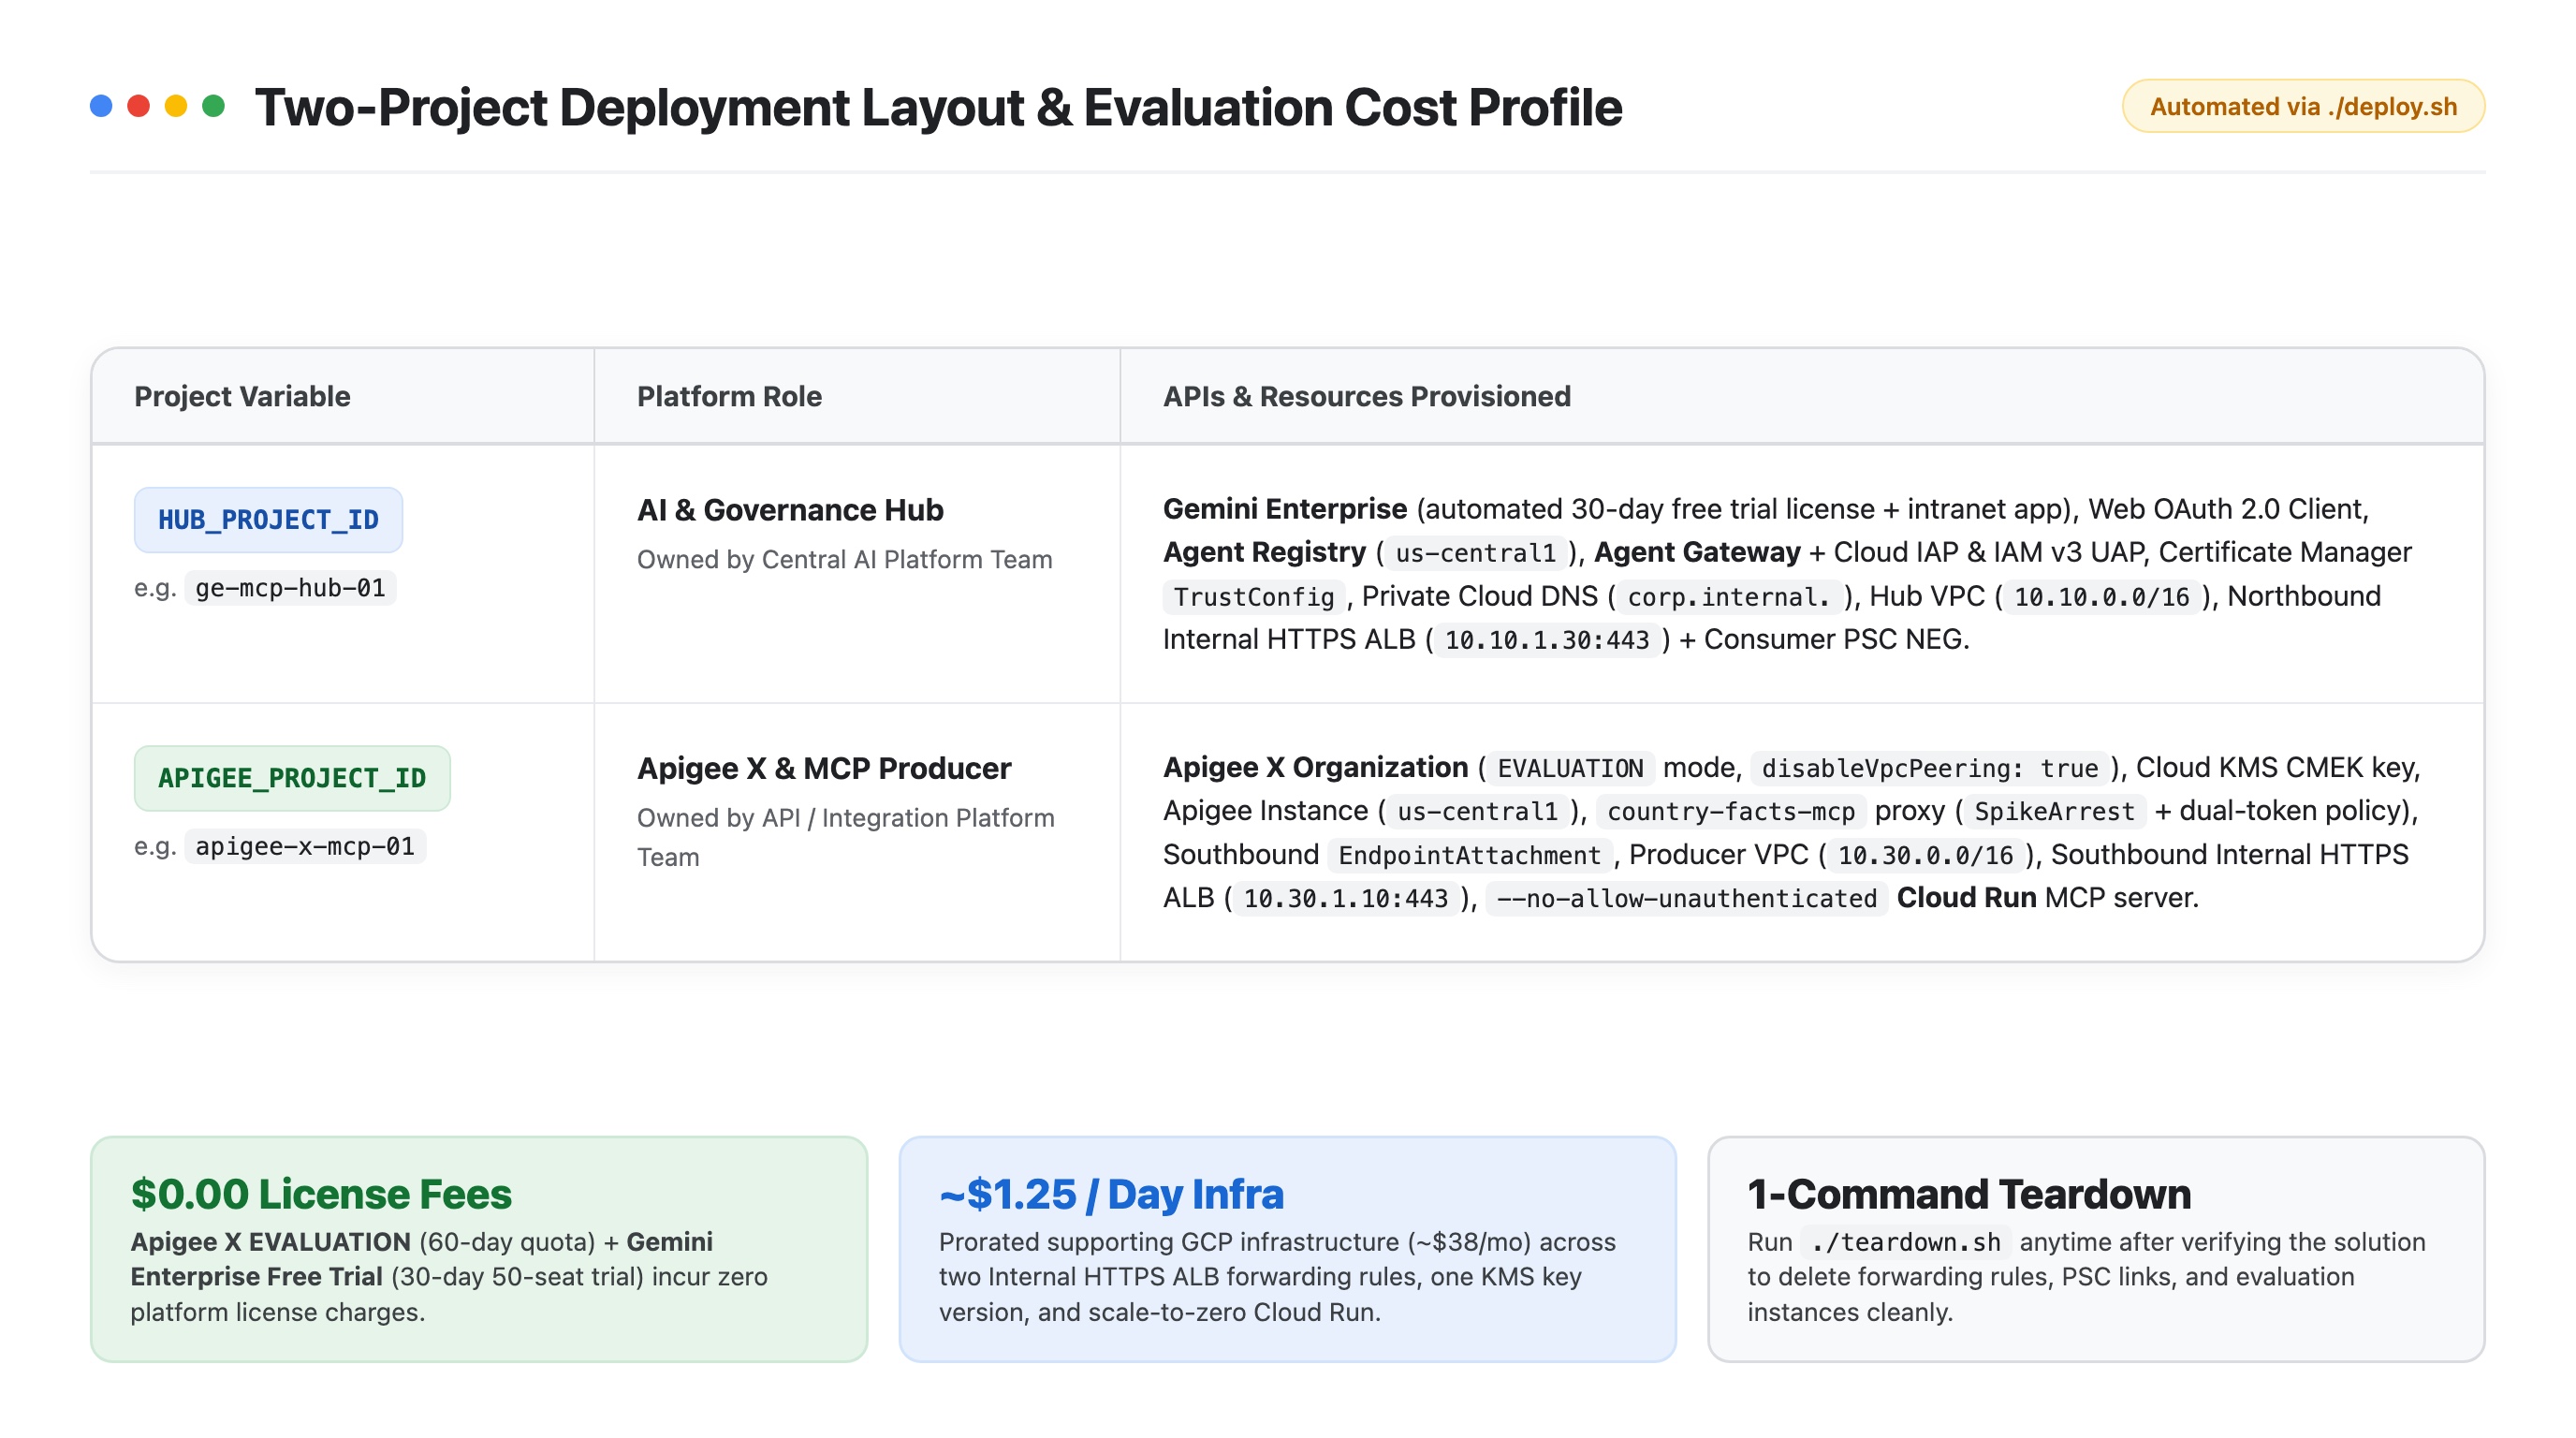 Two-Project Deployment Layout & Evaluation Cost Profile
Automated via ./deploy.sh
Project Variable
Platform Role
APIs & Resources Provisioned
HUB_PROJECT_ID
e.g. ge-mcp-hub-01
AI & Governance Hub
Owned by Central AI Platform Team
Gemini Enterprise (automated 30-day free trial license + intranet app), Web OAuth 2.0 Client,
Agent Registry ( us-central1 ), Agent Gateway + Cloud IAP & IAM v3 UAP, Certificate Manager
TrustConfig , Private Cloud DNS ( corp.internal. ), Hub VPC ( 10.10.0.0/16 ), Northbound
Internal HTTPS ALB ( 10.10.1.30:443 ) + Consumer PSC NEG.
APIGEE_PROJECT_ID
e.g. apigee-x-mcp-01
Apigee X & MCP Producer
Owned by API / Integration Platform
Team
Apigee X Organization ( EVALUATION mode, disableVpcPeering: true ), Cloud KMS CMEK key,
Apigee Instance ( us-central1 ), country-facts-mcp proxy ( SpikeArrest + dual-token policy),
Southbound EndpointAttachment , Producer VPC ( 10.30.0.0/16 ), Southbound Internal HTTPS
ALB ( 10.30.1.10:443 ), --no-allow-unauthenticated Cloud Run MCP server.
$0.00 License Fees
Apigee X EVALUATION (60-day quota) + Gemini
Enterprise Free Trial (30-day 50-seat trial) incur zero
platform license charges.
~$1.25 / Day Infra
Prorated supporting GCP infrastructure (~$38/mo) across
two Internal HTTPS ALB forwarding rules, one KMS key
version, and scale-to-zero Cloud Run.
1-Command Teardown
Run ./teardown.sh anytime after verifying the solution
to delete forwarding rules, PSC links, and evaluation
instances cleanly.